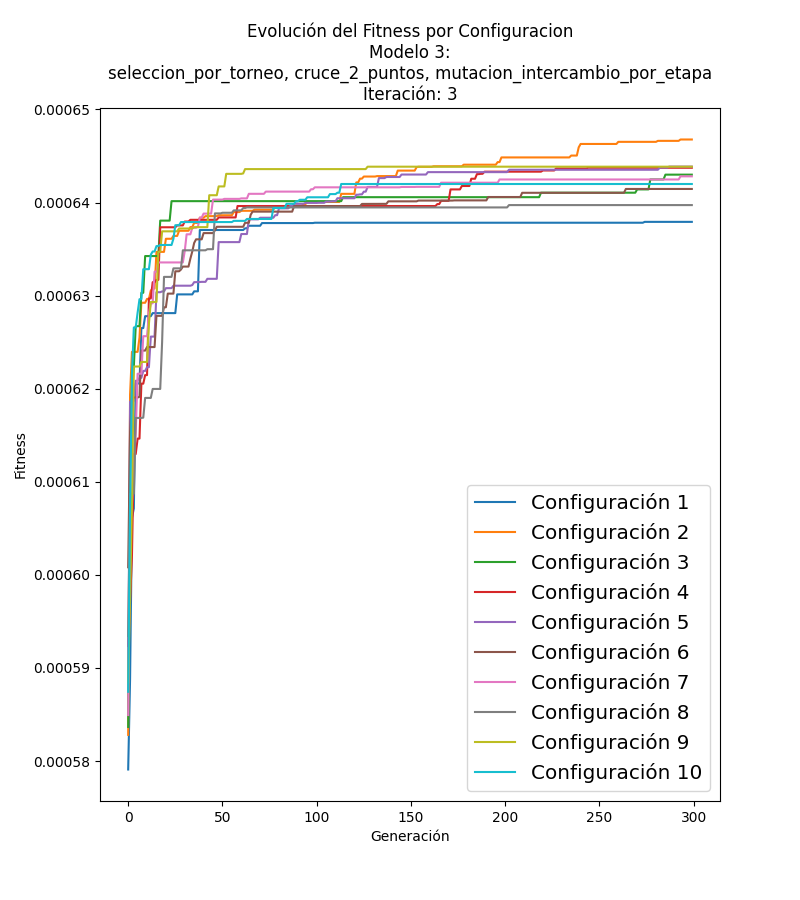 Evolución del Fitness por Configuracion
Modelo 3:
seleccion_por_torneo, cruce_2_puntos, mutacion_intercambio_por_etapa
Iteración: 3
0.00065
0.00064
0.00063
0.00062
0.00061
0.00060
0.00059
0.00058
Fitness
0
50
100
150
200
250
300
Generación
Configuración 1
Configuración 2
Configuración 3
Configuración 4
Configuración 5
Configuración 6
Configuración 7
Configuración 8
Configuración 9
Configuración 10